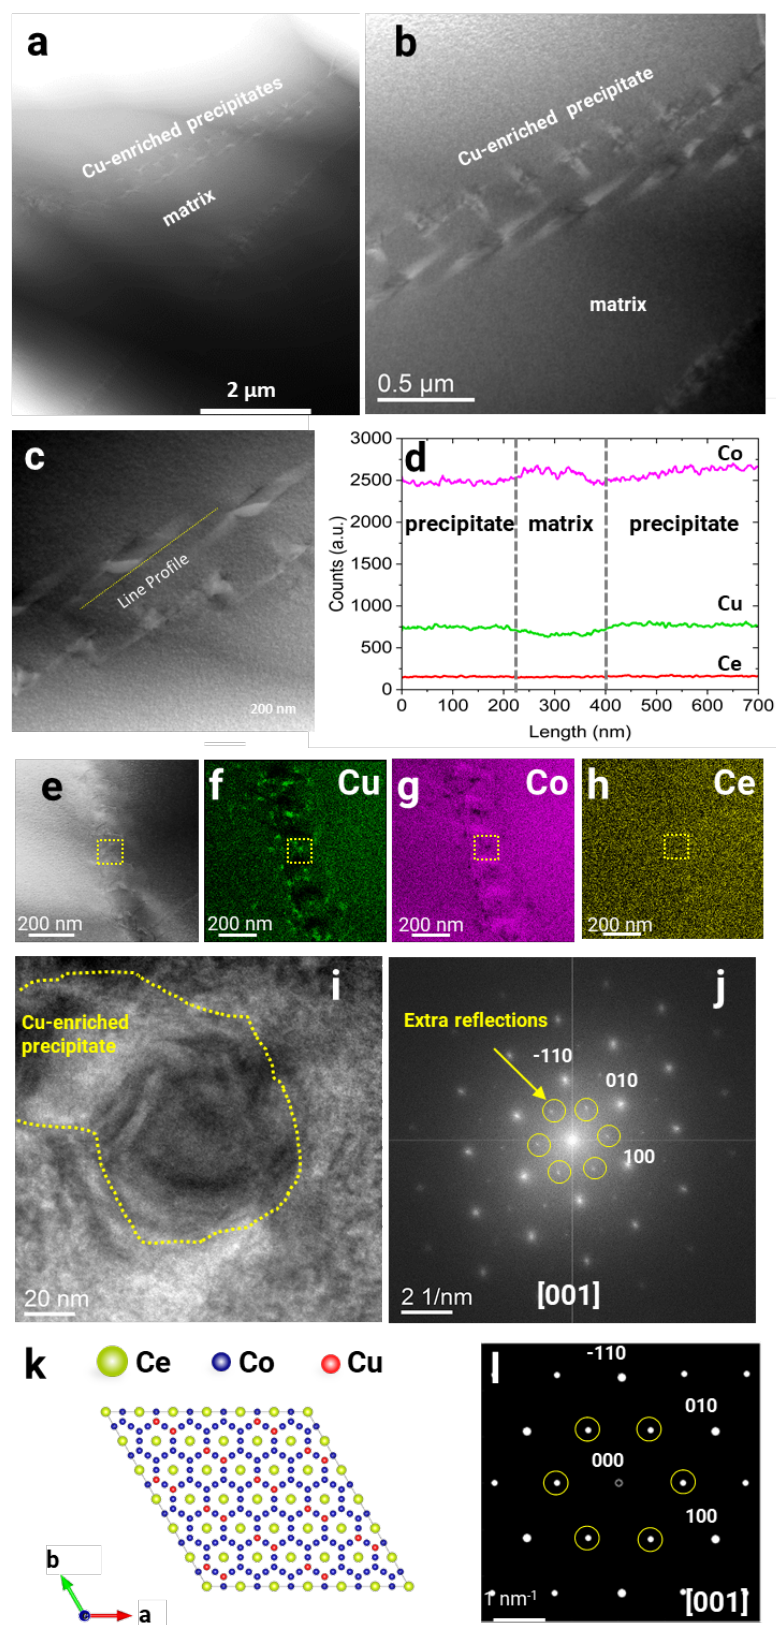 a
Cu-enriched precipitates
matrix
2 µm
b
Cu-enriched precipitate
matrix
0.5 µm
c
Line Profile
200 nm
d
3000
2500
2000
1500
1000
500
0
Counts (a.u.)
Co
precipitate
matrix
precipitate
Cu
Ce
0 100 200 300 400 500 600 700
Length (nm)
e
200 nm
f
Cu
200 nm
g
Co
200 nm
h
Ce
200 nm
i
Cu-enriched
precipitate
20 nm
j
Extra reflections
-110
010
100
2 1/nm
[001]
k
Ce
Co
Cu
b
a
l
-110
010
000
100
1 nm⁻¹
[001]